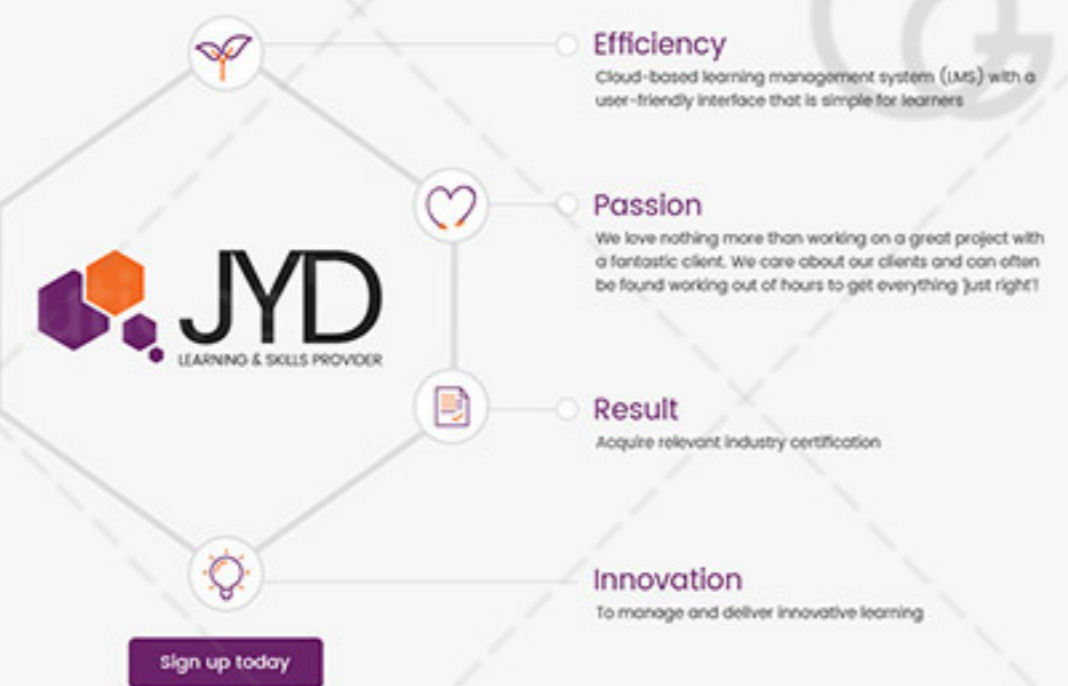 Efficiency
Cloud-based learning management system (LMS) with a
user-friendly interface that is simple for learners
Passion
We love nothing more than working on a great project with
a fantastic client. We care about our clients and can often
be found working out of hours to get everything 'just right'!
JYD
LEARNING & SKILLS PROVIDER
Result
Acquire relevant industry certification
Innovation
To manage and deliver innovative learning
Sign up today